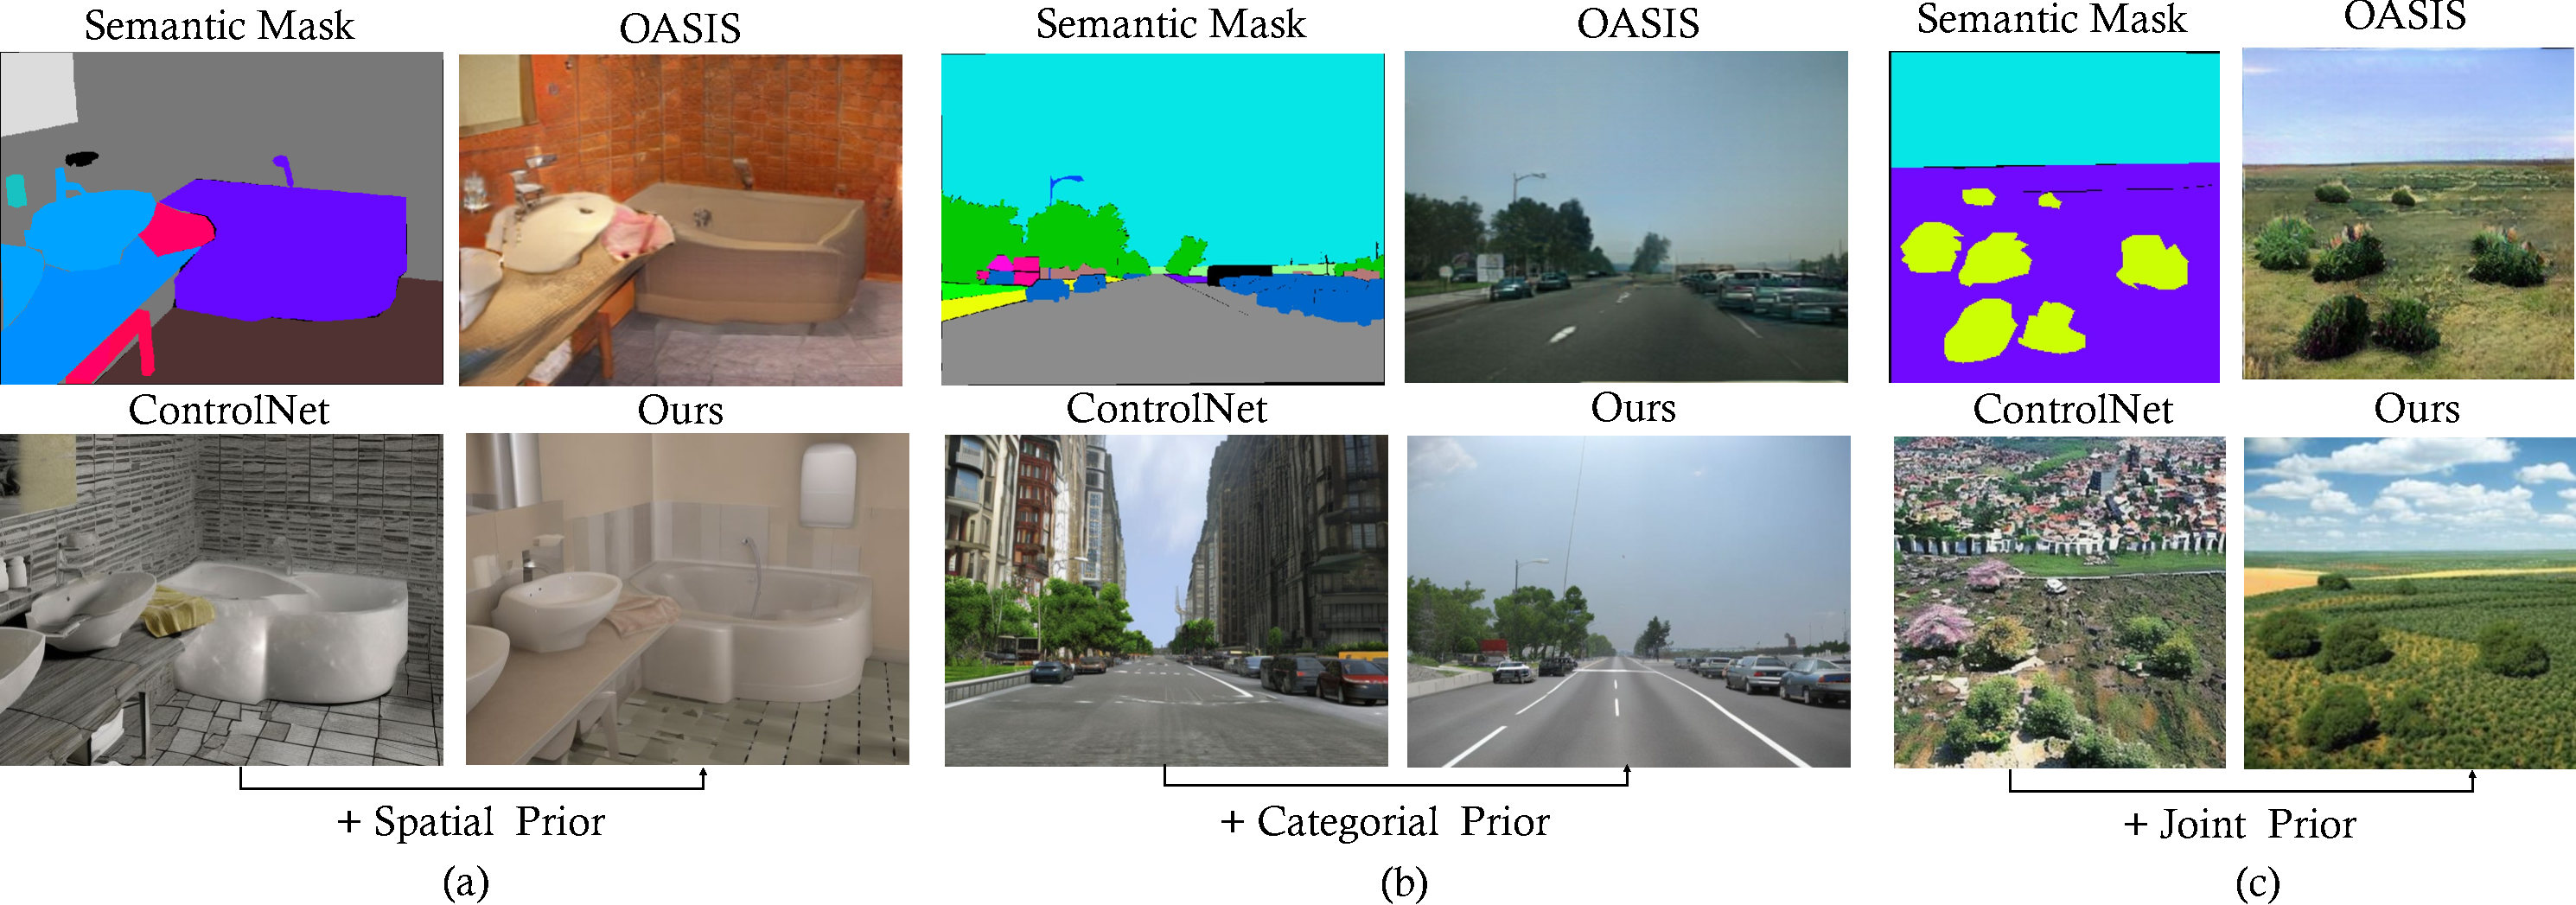 Semantic Mask
OASIS
ControlNet
Ours
+ Spatial Prior
(a)
Semantic Mask
OASIS
ControlNet
Ours
+ Categorial Prior
(b)
Semantic Mask
OASIS
ControlNet
Ours
+ Joint Prior
(c)